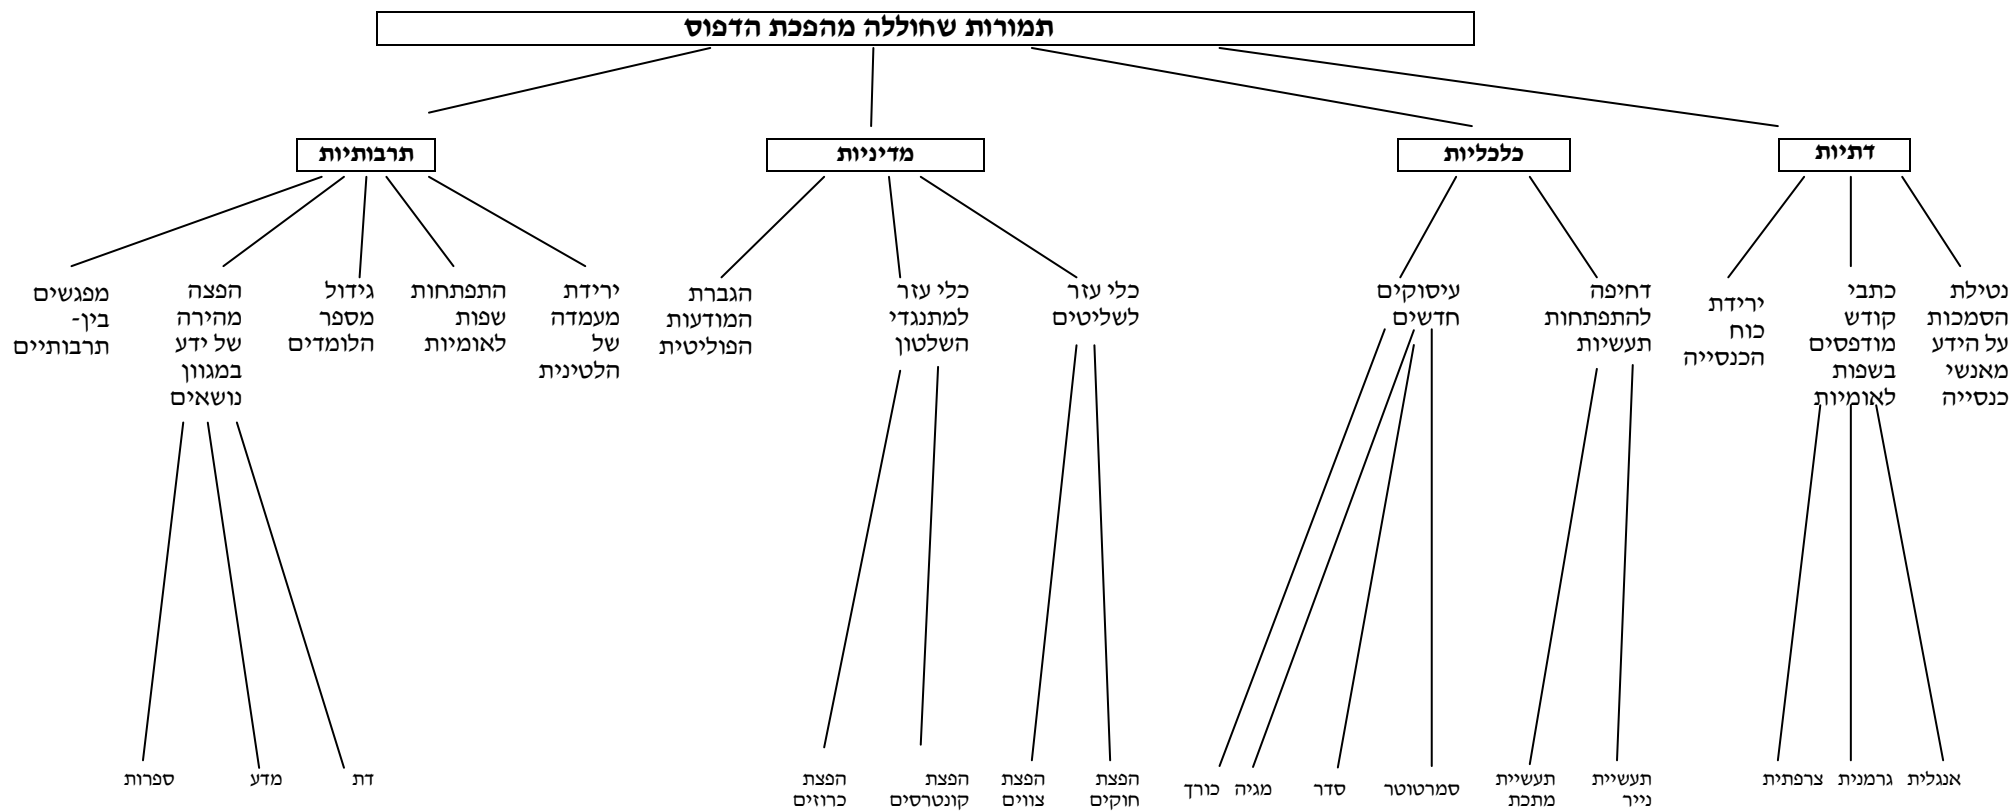 תמורות שחוללה מהפכת הדפוס
דתיות
כלכליות
מדיניות
תרבותיות
נטילת
הסמכות
על הידע
מאנשי
כנסייה
כתבי
קודש
מודפסים
בשפות
לאומיות
ירידת
כוח
הכנסייה
דחיפה
להתפתחות
תעשיות
עיסוקים
חדשים
כלי עזר
לשליטים
כלי עזר
למתנגדי
השלטון
הגברת
המודעות
הפוליטית
ירידת
מעמדה
של
הלטינית
התפתחות
שפות
לאומיות
גידול
מספר
הלומדים
הפצה
מהירה
של ידע
במגוון
נושאים
מפגשים
בין-
תרבותיים
אנגלית
גרמנית
צרפתית
תעשיית
נייר
תעשיית
מתכת
סמרטוטר
סדר
מגיה
כורך
הפצת
חוקים
הפצת
צווים
הפצת
קונטרסים
הפצת
כרוזים
דת
מדע
ספרות